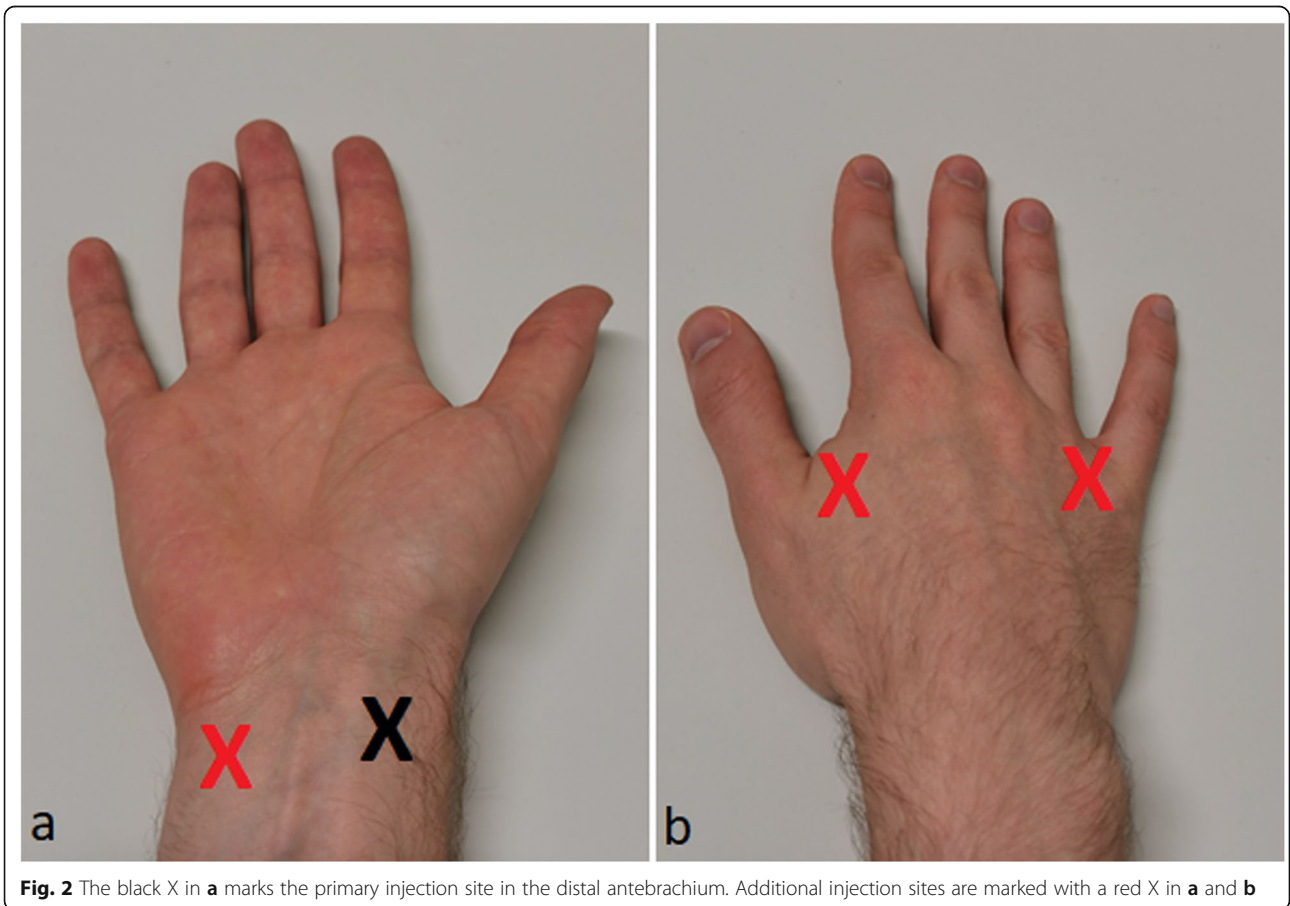 X
X
a
X
X
b
Fig. 2 The black X in a marks the primary injection site in the distal antebrachium. Additional injection sites are marked with a red X in a and b